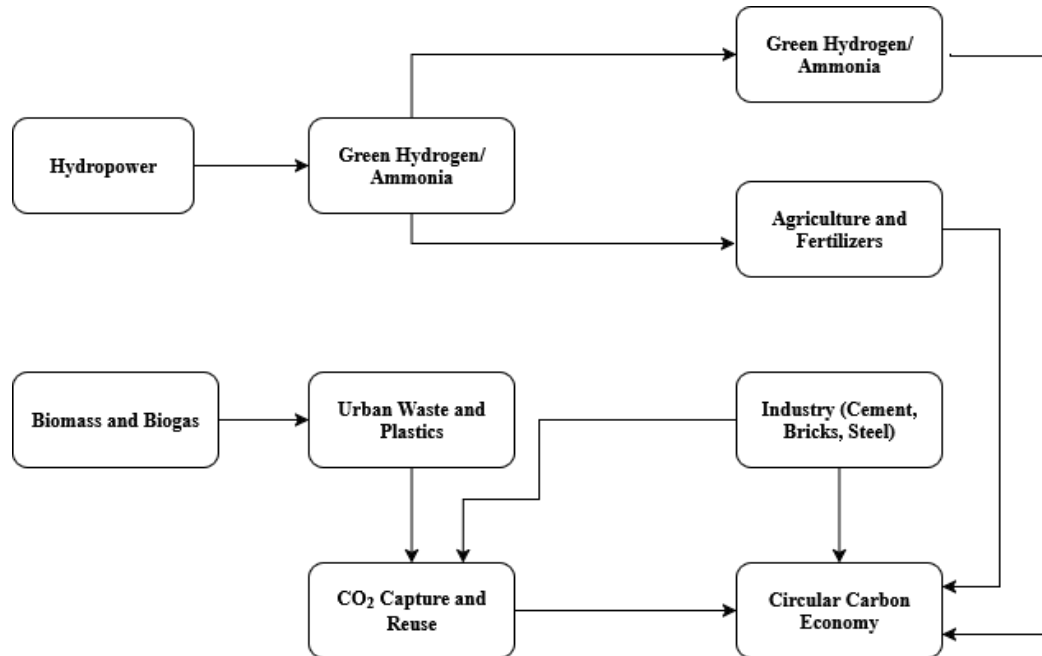 Green Hydrogen/
Ammonia
Hydropower
Green Hydrogen/
Ammonia
Agriculture and
Fertilizers
Biomass and Biogas
Urban Waste and
Plastics
Industry (Cement,
Bricks, Steel)
CO₂ Capture and
Reuse
Circular Carbon
Economy